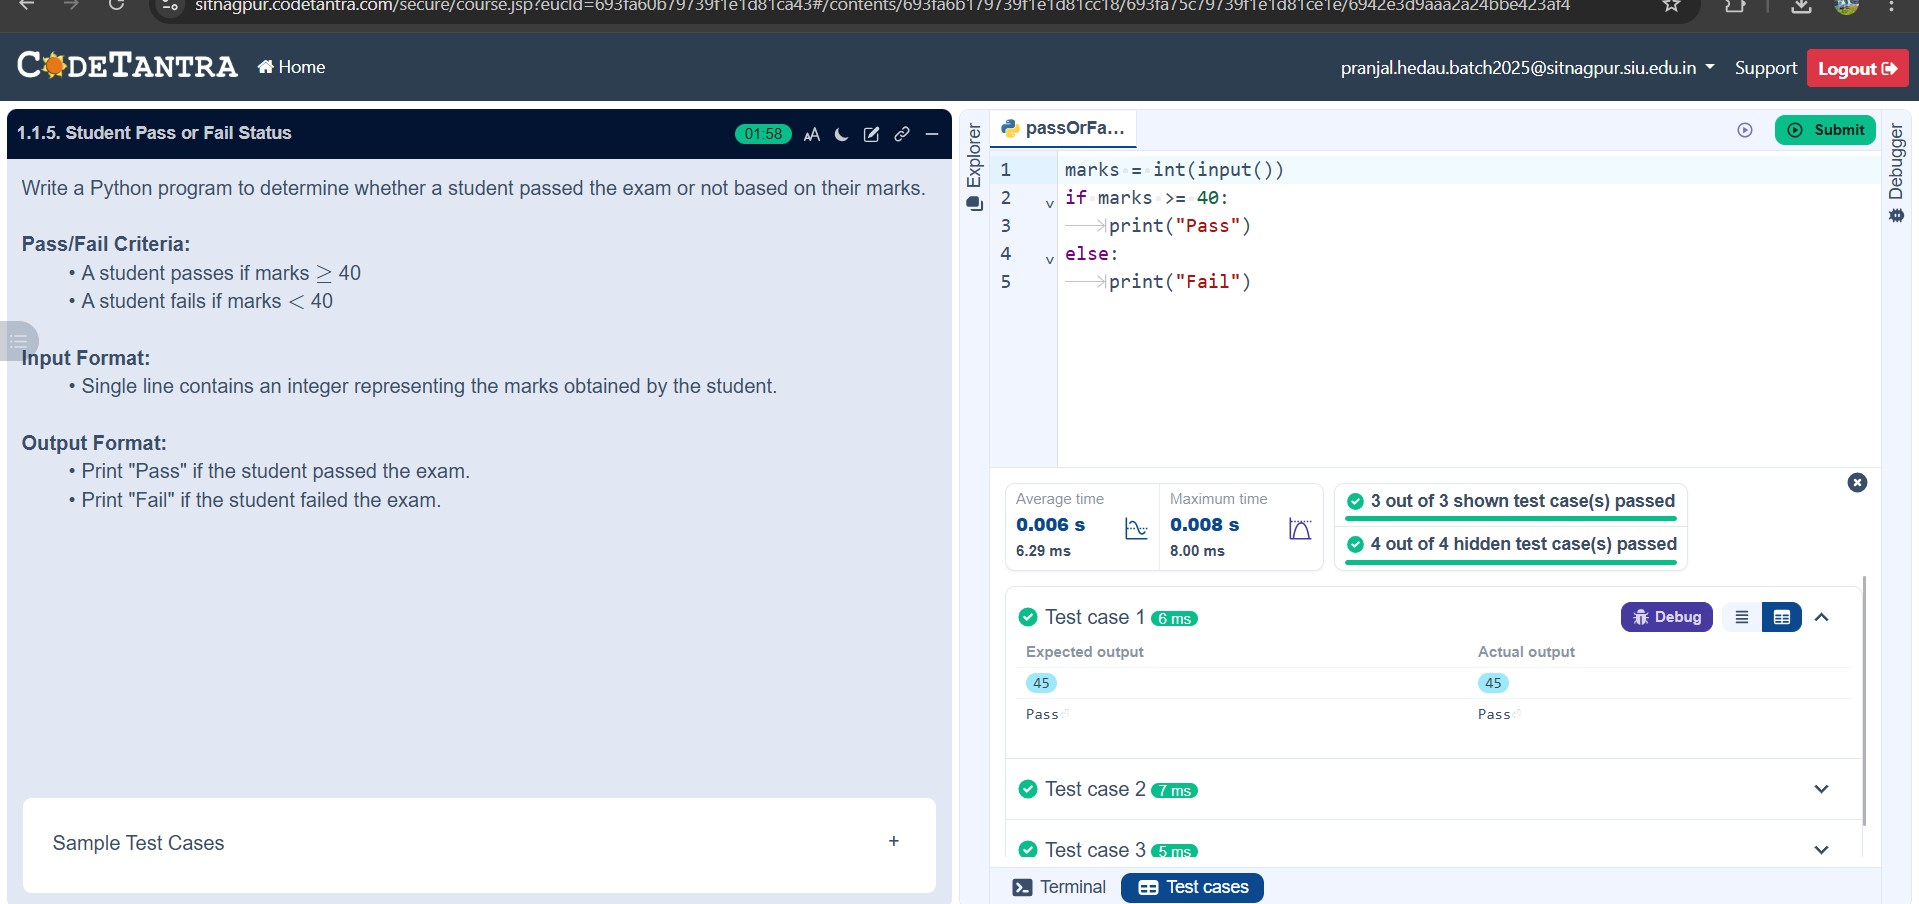 sitnagpur.codetantra.com/secure/course.jsp?eucId=693fa60b79739f1e1d81ca43#/contents/693fa6b179739f1e1d81cc18/693fa75c79739f1e1d81ce1e/6942e3d9aaa2a24bbe423af4
CODETANTRA Home
pranjal.hedau.batch2025@sitnagpur.siu.edu.in Support Logout
1.1.5. Student Pass or Fail Status
01:58 AA
Write a Python program to determine whether a student passed the exam or not based on their marks.
Pass/Fail Criteria:
• A student passes if marks ≥ 40
• A student fails if marks < 40
Input Format:
• Single line contains an integer representing the marks obtained by the student.
Output Format:
• Print "Pass" if the student passed the exam.
• Print "Fail" if the student failed the exam.
Sample Test Cases +
Explorer
passOrFa...
Submit
Debugger
1 marks = int(input())
2 if marks >= 40:
3 print("Pass")
4 else:
5 print("Fail")
Average time
0.006 s
6.29 ms
Maximum time
0.008 s
8.00 ms
3 out of 3 shown test case(s) passed
4 out of 4 hidden test case(s) passed
Test case 1 6 ms
Debug
Expected output Actual output
45 45
Pass Pass
Test case 2 7 ms
Test case 3 5 ms
Terminal Test cases